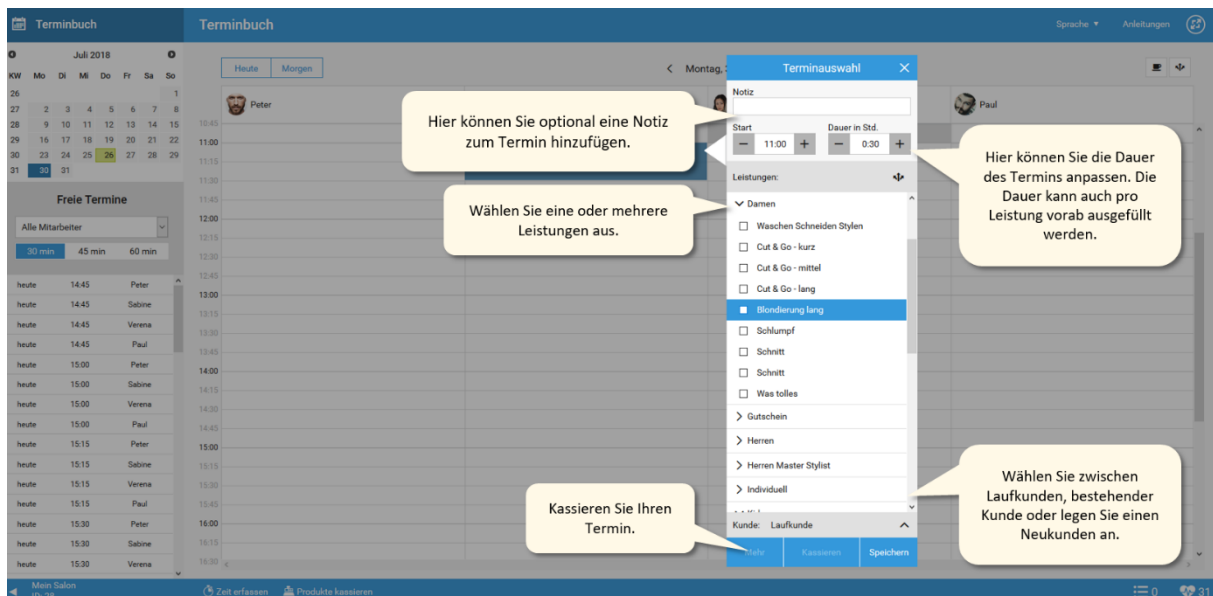 Terminbuch
Terminbuch
Sprache
Anleitungen
Juli 2018
KW Mo Di Mi Do Fr Sa So
26 1
27 2 3 4 5 6 7 8
28 9 10 11 12 13 14 15
29 16 17 18 19 20 21 22
30 23 24 25 26 27 28 29
31 30 31
Freie Termine
Alle Mitarbeiter
30 min 45 min 60 min
heute 14:45 Peter
heute 14:45 Sabine
heute 14:45 Verena
heute 14:45 Paul
heute 15:00 Peter
heute 15:00 Sabine
heute 15:00 Verena
heute 15:00 Paul
heute 15:15 Peter
heute 15:15 Sabine
heute 15:15 Verena
heute 15:15 Paul
heute 15:30 Peter
heute 15:30 Sabine
heute 15:30 Verena
Heute Morgen
Montag,
Peter
Paul
10:45
11:00
11:15
11:30
11:45
12:00
12:15
12:30
12:45
13:00
13:15
13:30
13:45
14:00
14:15
14:30
14:45
15:00
15:15
15:30
15:45
16:00
16:15
16:30
Hier können Sie optional eine Notiz
zum Termin hinzufügen.
Wählen Sie eine oder mehrere
Leistungen aus.
Kassieren Sie Ihren
Termin.
Terminauswahl
Notiz
Start Dauer in Std.
11:00 0:30
Leistungen:
Damen
Waschen Schneiden Stylen
Cut & Go - kurz
Cut & Go - mittel
Cut & Go - lang
Blondierung lang
Schlumpf
Schnitt
Schnitt
Was tolles
Gutschein
Herren
Herren Master Stylist
Individuell
Kunde: Laufkunde
Mehr Kassieren Speichern
Hier können Sie die Dauer
des Termins anpassen. Die
Dauer kann auch pro
Leistung vorab ausgefüllt
werden.
Wählen Sie zwischen
Laufkunden, bestehender
Kunde oder legen Sie einen
Neukunden an.
Mein Salon
Zeit erfassen
Produkte kassieren
0
31